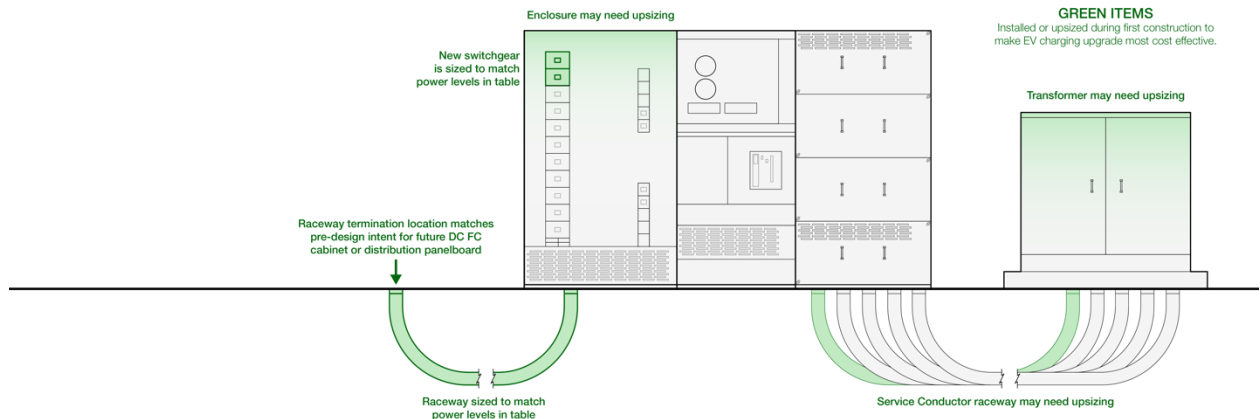 Enclosure may need upsizing
GREEN ITEMS
Installed or upsized during first construction to
make EV charging upgrade most cost effective.
New switchgear
is sized to match
power levels in table
Transformer may need upsizing
Raceway termination location matches
pre-design intent for future DC FC
cabinet or distribution panelboard
Raceway sized to match
power levels in table
Service Conductor raceway may need upsizing